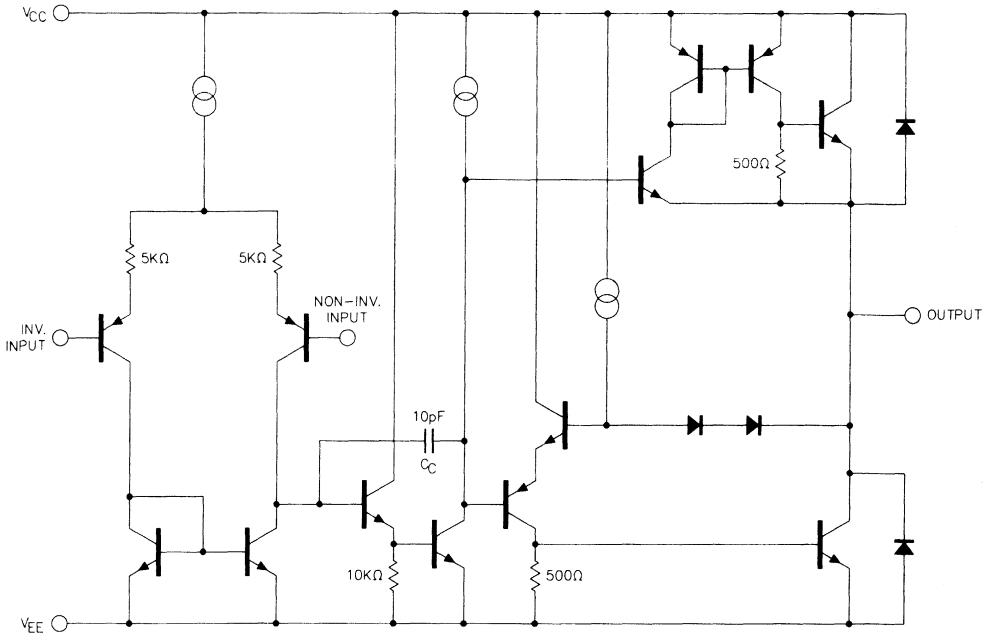 VCC
500Ω
5KΩ
5KΩ
INV.
INPUT
NON-INV.
INPUT
OUTPUT
10pF
CC
10KΩ
500Ω
VEE